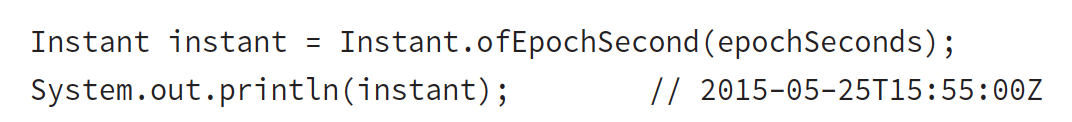 Instant instant = Instant.ofEpochSecond(epochSeconds);
System.out.println(instant);       // 2015–05–25T15:55:00Z